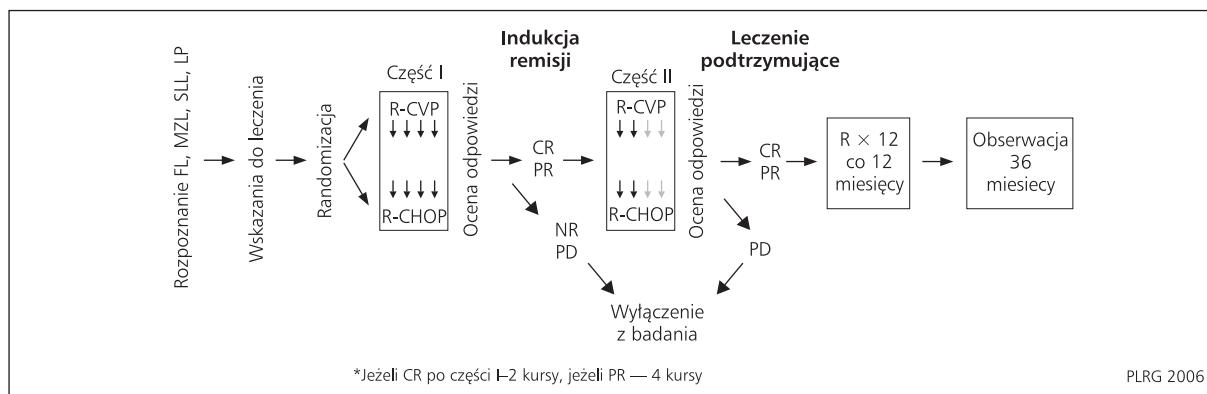 Rozpoznanie FL, MZL, SLL, LP
Wskazania do leczenia
Randomizacja
Część I
R-CVP
R-CHOP
Ocena odpowiedzi
Indukcja
remisji
CR
PR
NR
PD
Część II
R-CVP
R-CHOP
Ocena odpowiedzi
Leczenie
podtrzymujące
CR
PR
PD
Wyłączenie
z badania
R × 12
co 12
miesięcy
Obserwacja
36
miesiecy
*Jeżeli CR po części I–2 kursy, jeżeli PR — 4 kursy
PLRG 2006